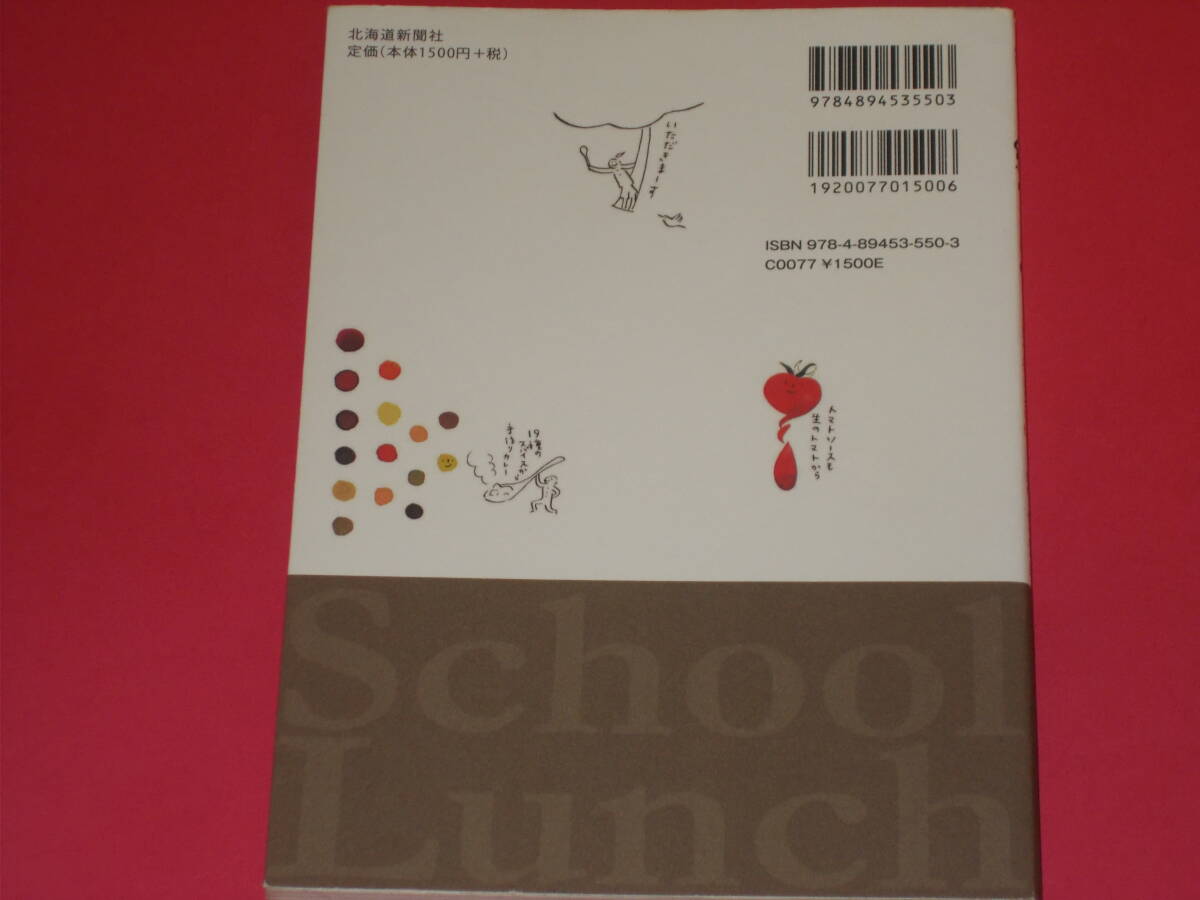 北海道新聞社
定価(本体1500円+税)
9784894535503
1920077015006
ISBN 978-4-89453-550-3
C0077 ¥1500E
いただきまーす
19種の
スパイスから
手作りカレー
トマトソースも
生のトマトから
School
Lunch